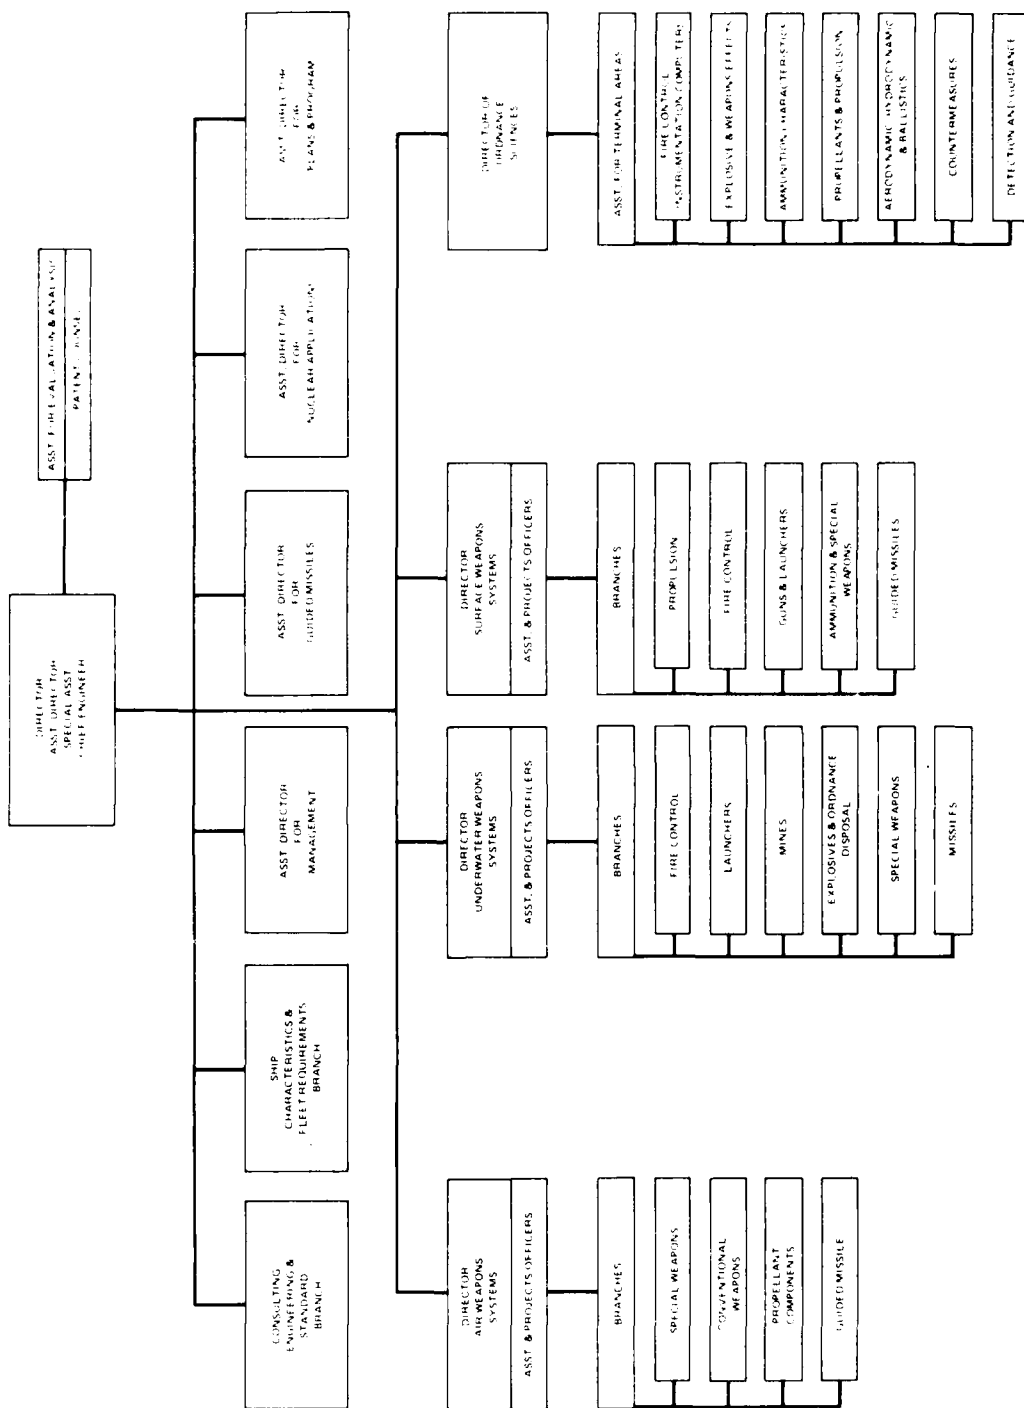 DIRECTOR
ASST. DIRECTOR
SPECIAL ASST
CHIEF ENGINEER
ASST. FOR EVALUATION & ANALYSIS
PATENT COUNSEL
CONSULTING
ENGINEERING &
STANDARD
BRANCH
SHIP
CHARACTERISTICS &
FLEET REQUIREMENTS
BRANCH
ASST DIRECTOR
FOR
MANAGEMENT
ASST. DIRECTOR
FOR
GUIDED MISSILES
ASST. DIRECTOR
FOR
NUCLEAR APPLICATIONS
ASST. DIRECTOR
FOR
PLANS & PROGRAM
DIRECTOR
AIR WEAPONS
SYSTEMS
ASST. & PROJECTS OFFICERS
BRANCHES
SPECIAL WEAPONS
CONVENTIONAL
WEAPONS
PROPELLANT
COMPONENTS
GUIDED MISSILE
DIRECTOR
UNDERWATER WEAPONS
SYSTEMS
ASST. & PROJECTS OFFICERS
BRANCHES
FIRE CONTROL
LAUNCHERS
MINES
EXPLOSIVES & ORDNANCE
DISPOSAL
SPECIAL WEAPONS
MISSILES
DIRECTOR
SURFACE WEAPONS
SYSTEMS
ASST. & PROJECTS OFFICERS
BRANCHES
PROPULSION
FIRE CONTROL
GUNS & LAUNCHERS
AMMUNITION & SPECIAL
WEAPONS
GUIDED MISSILES
DIRECTOR OF
ORDNANCE
SCIENCES
ASST. FOR TERMINAL AREAS
FIRE CONTROL
INSTRUMENTATION COMPUTERS
EXPLOSIVE & WEAPONS EFFECTS
AMMUNITION CHARACTERISTICS
PROPELLANTS & PROPULSION
AERODYNAMIC HYDRODYNAMIC
& BALLISTICS
COUNTERMEASURES
DETECTION AND GUIDANCE